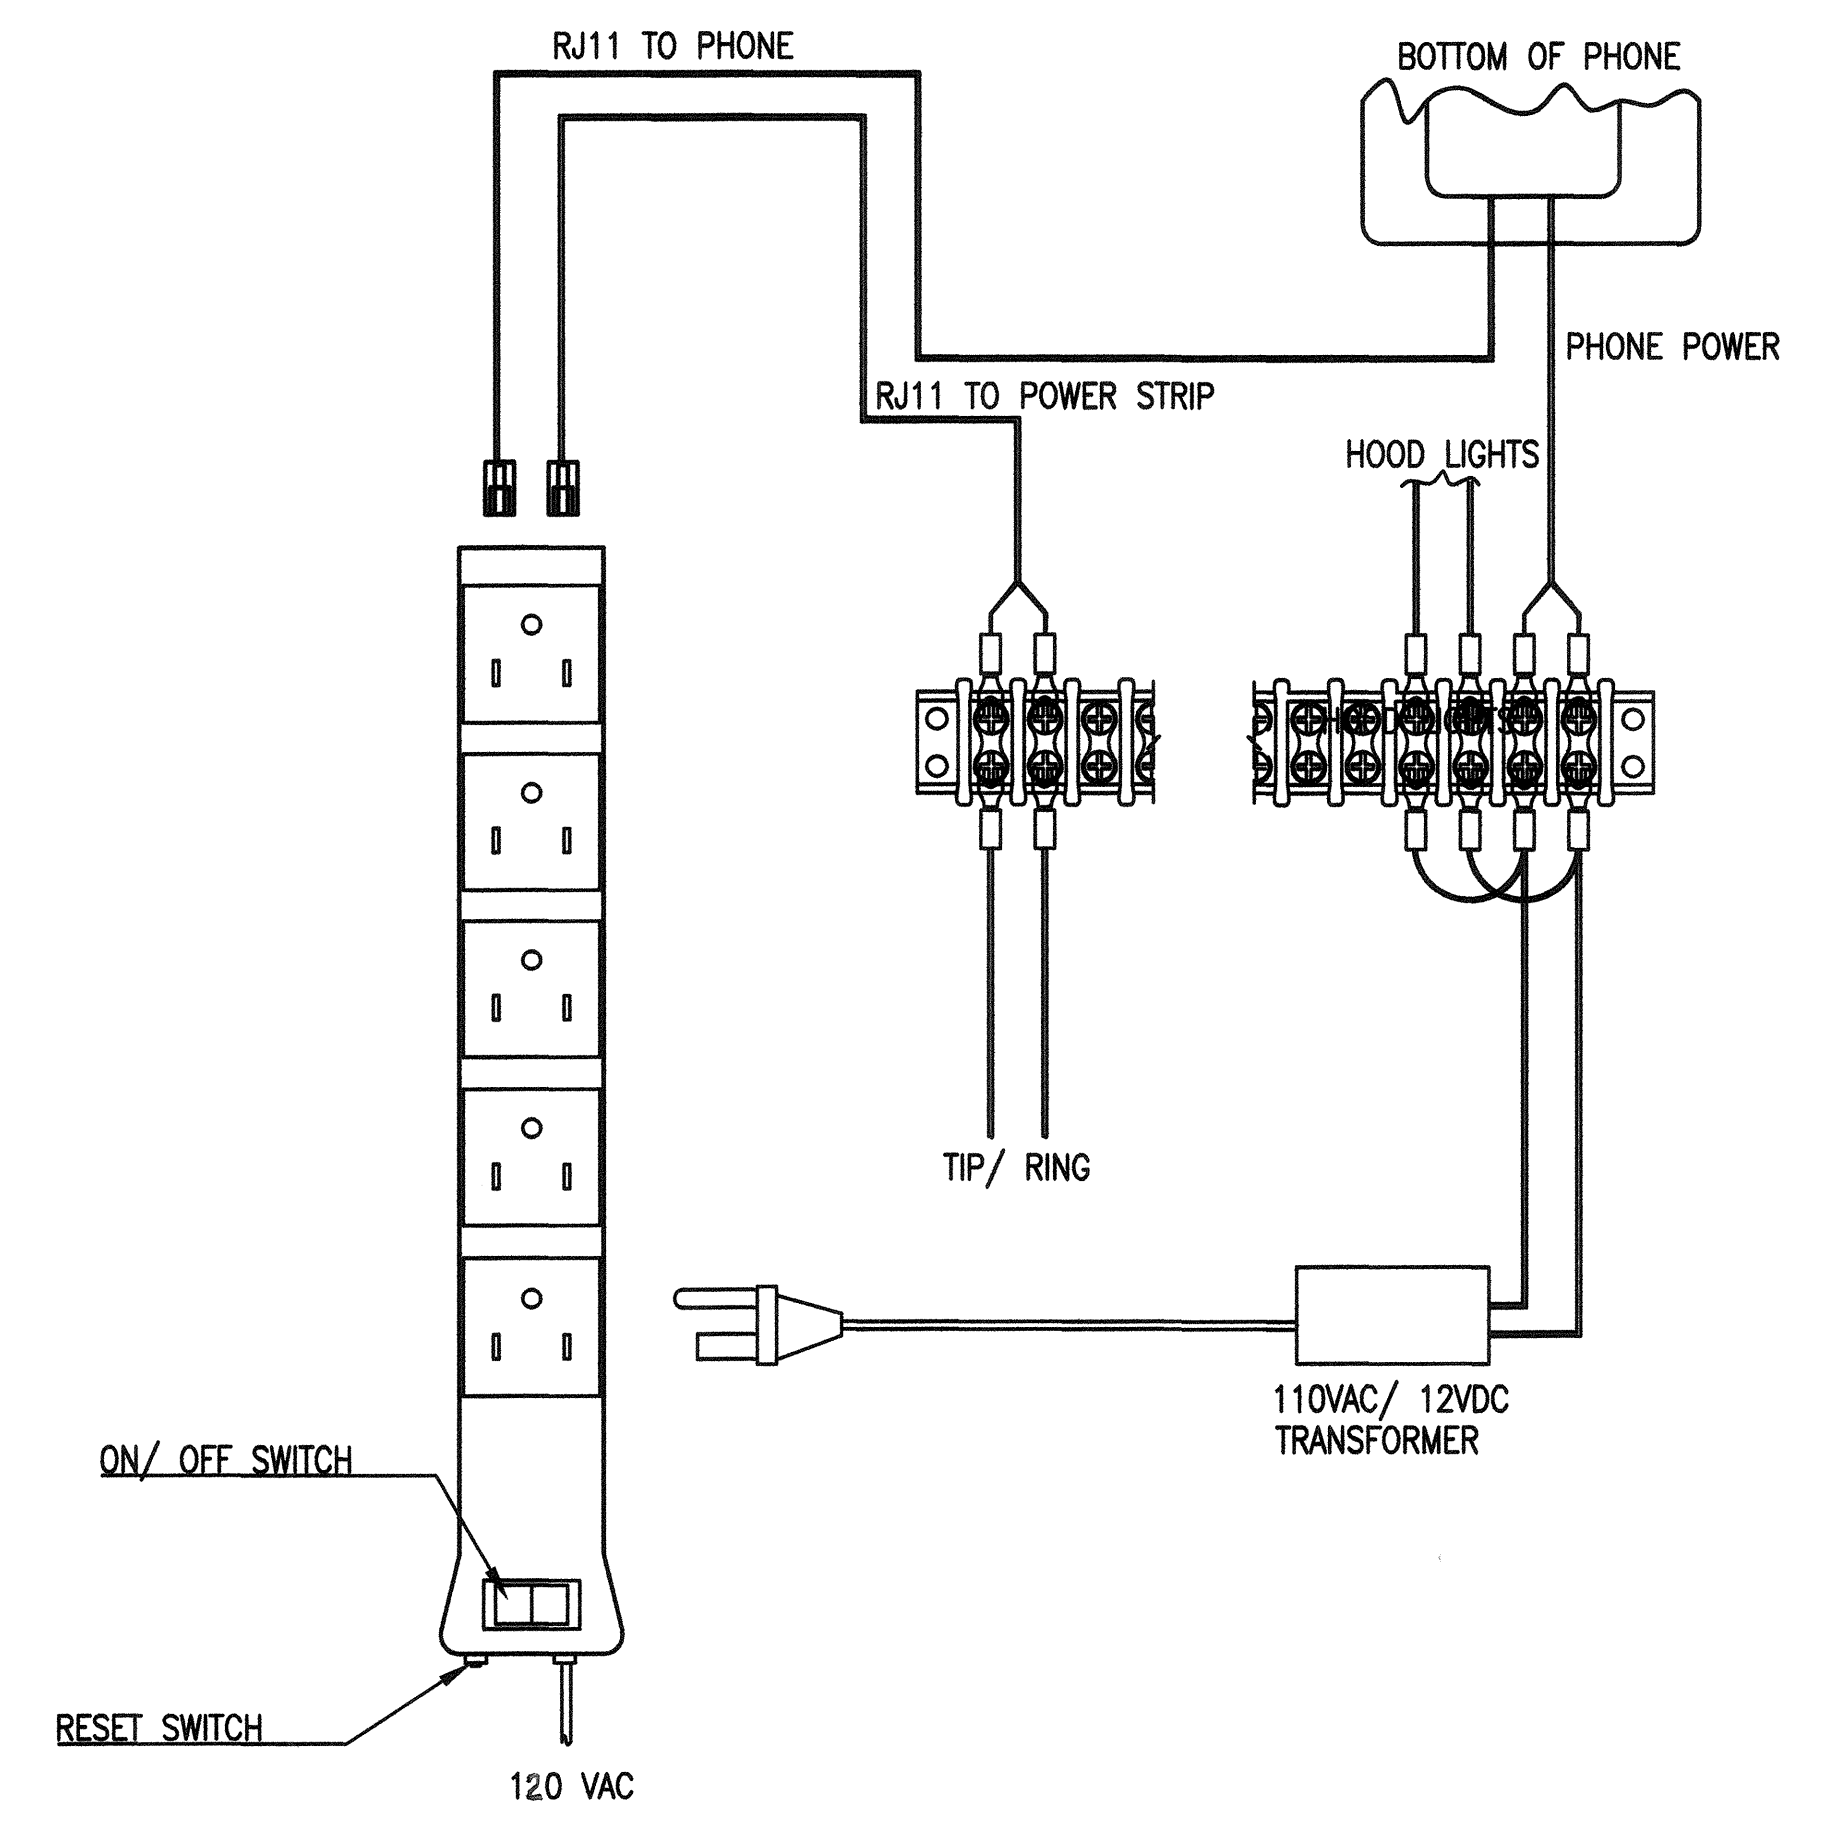 RJ11 TO PHONE
BOTTOM OF PHONE
PHONE POWER
RJ11 TO POWER STRIP
HOOD LIGHTS
TIP/ RING
110VAC/ 12VDC
TRANSFORMER
ON/ OFF SWITCH
RESET SWITCH
120 VAC